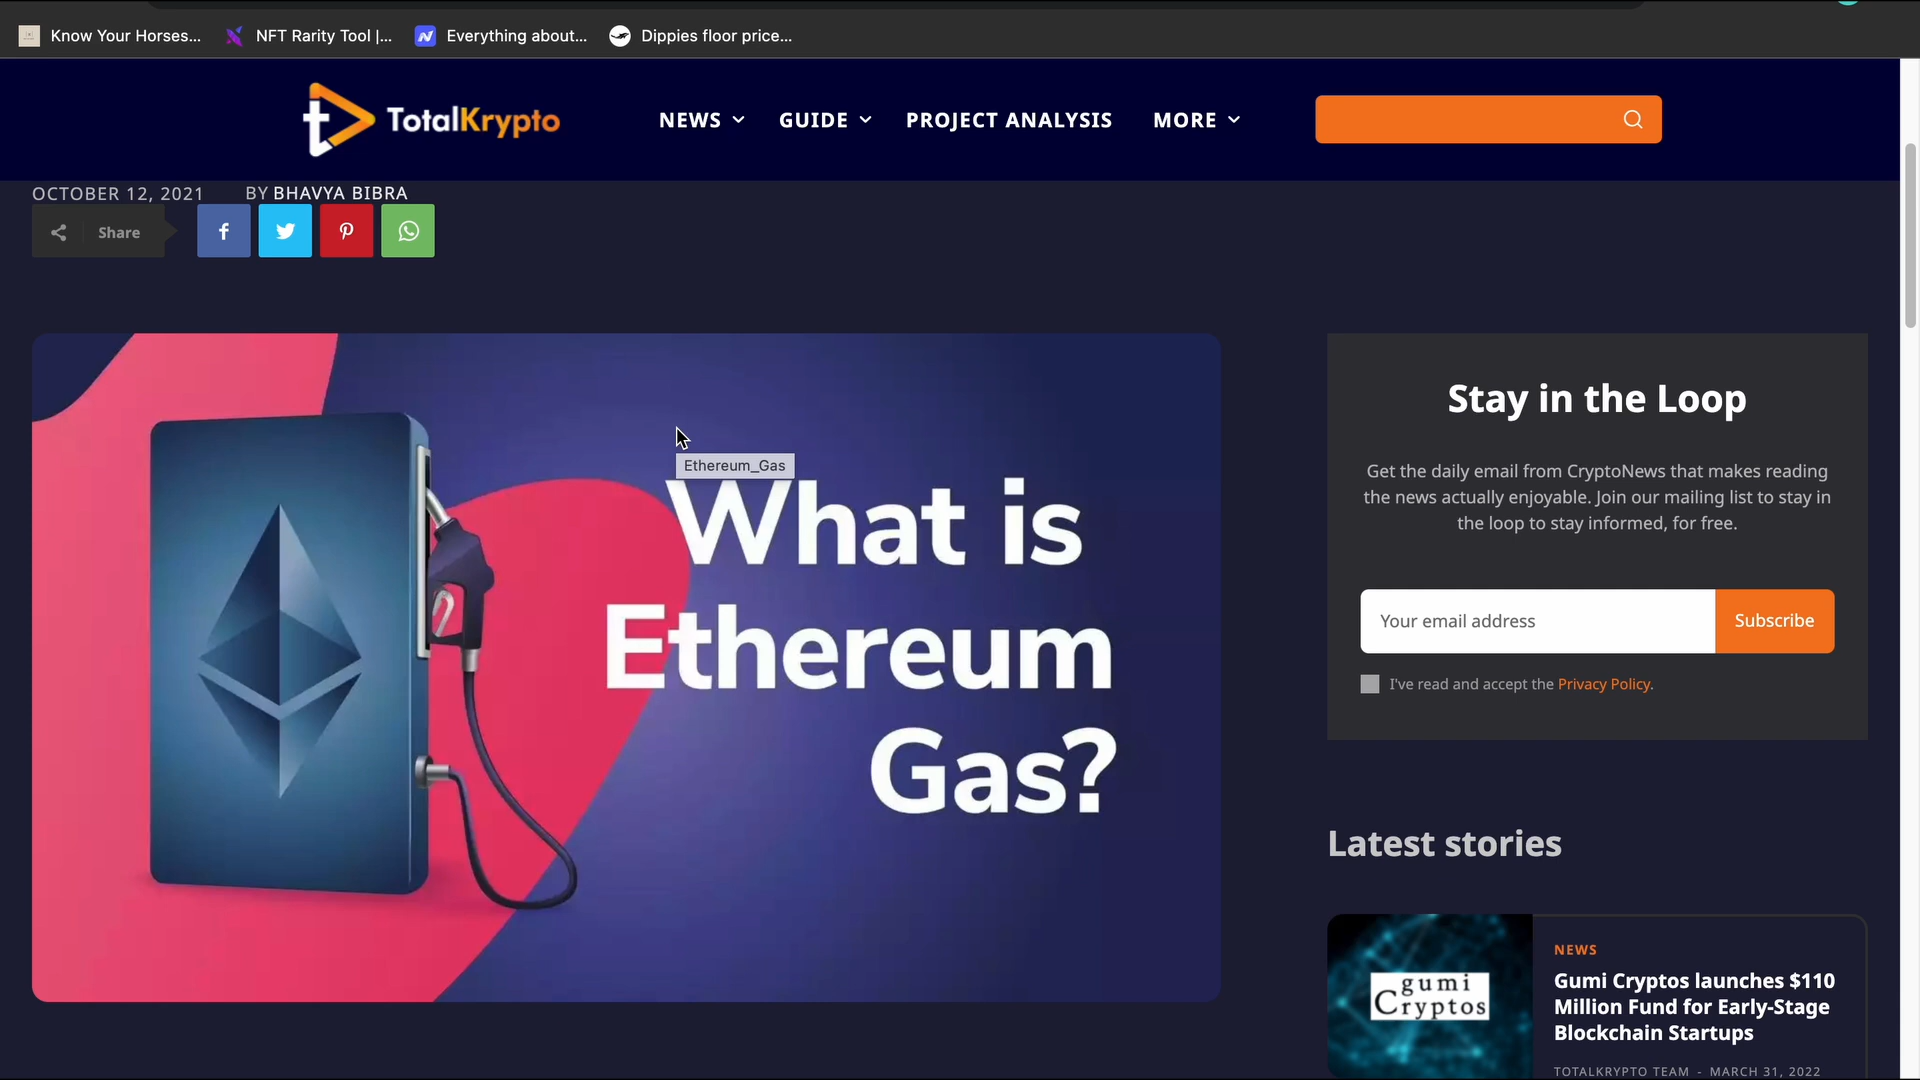 Know Your Horses...
NFT Rarity Tool |...
Everything about...
Dippies floor price...
TotalKrypto
NEWS
GUIDE
PROJECT ANALYSIS
MORE
OCTOBER 12, 2021
BY BHAVYA BIBRA
Share
Ethereum_Gas
What is
Ethereum
Gas?
Stay in the Loop
Get the daily email from CryptoNews that makes reading
the news actually enjoyable. Join our mailing list to stay in
the loop to stay informed, for free.
Your email address
Subscribe
I've read and accept the Privacy Policy.
Latest stories
gumi
Cryptos
NEWS
Gumi Cryptos launches $110
Million Fund for Early-Stage
Blockchain Startups
TOTALKRYPTO TEAM - MARCH 31, 2022